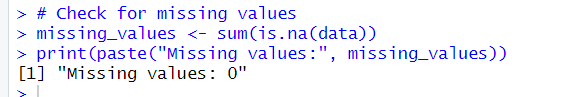 > # Check for missing values
> missing_values <- sum(is.na(data))
> print(paste("Missing values:", missing_values))
[1] "Missing values: 0"
>